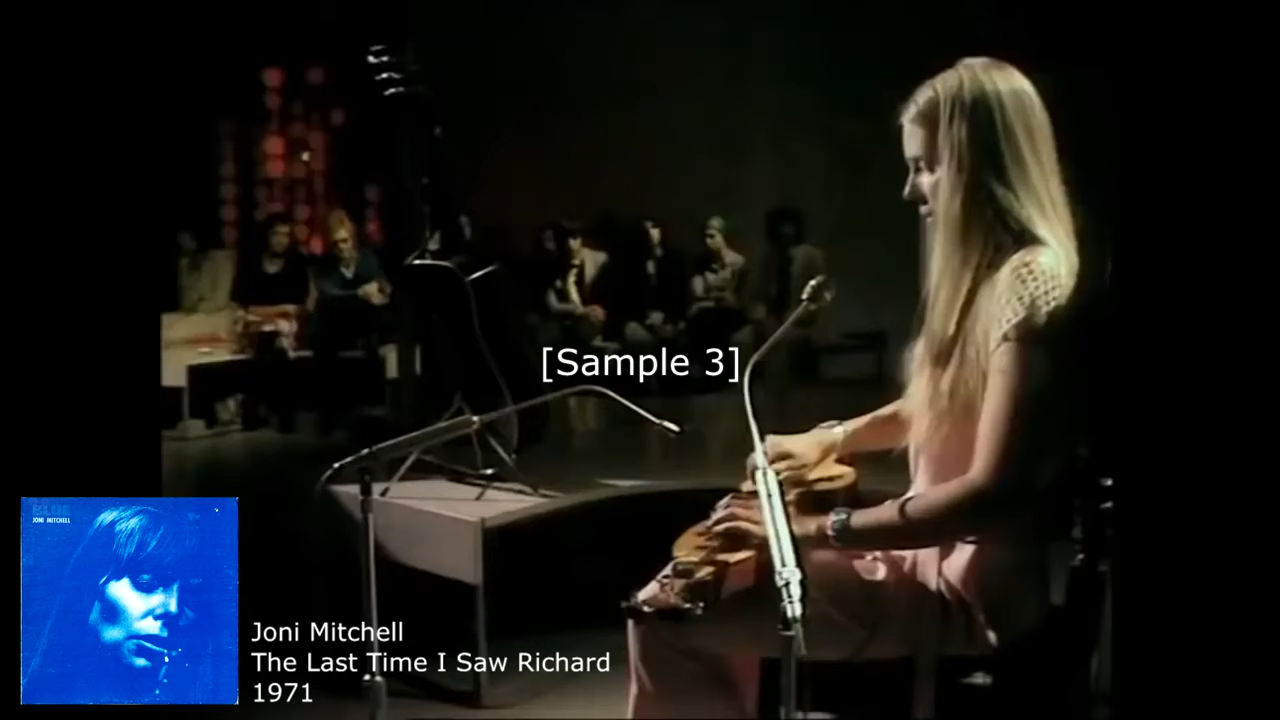 [Sample 3]
BLUE
JONI MITCHELL
Joni Mitchell
The Last Time I Saw Richard
1971